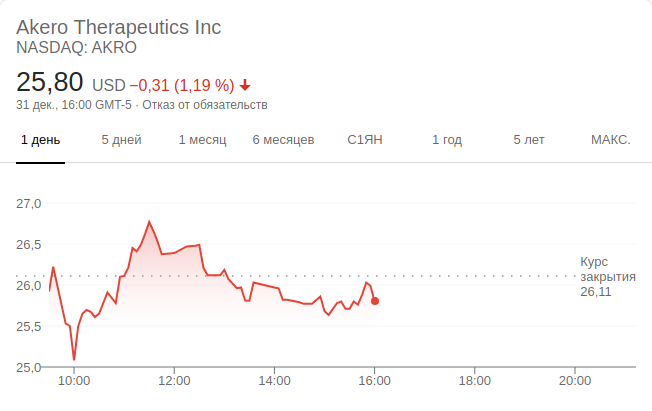 Akero Therapeutics Inc
NASDAQ: AKRO
25,80 USD −0,31 (1,19 %)
31 дек., 16:00 GMT-5 · Отказ от обязательств
1 день 5 дней 1 месяц 6 месяцев С1ЯН 1 год 5 лет МАКС.
27,0
26,5
26,0
25,5
25,0
Курс
закрытия
26,11
10:00 12:00 14:00 16:00 18:00 20:00